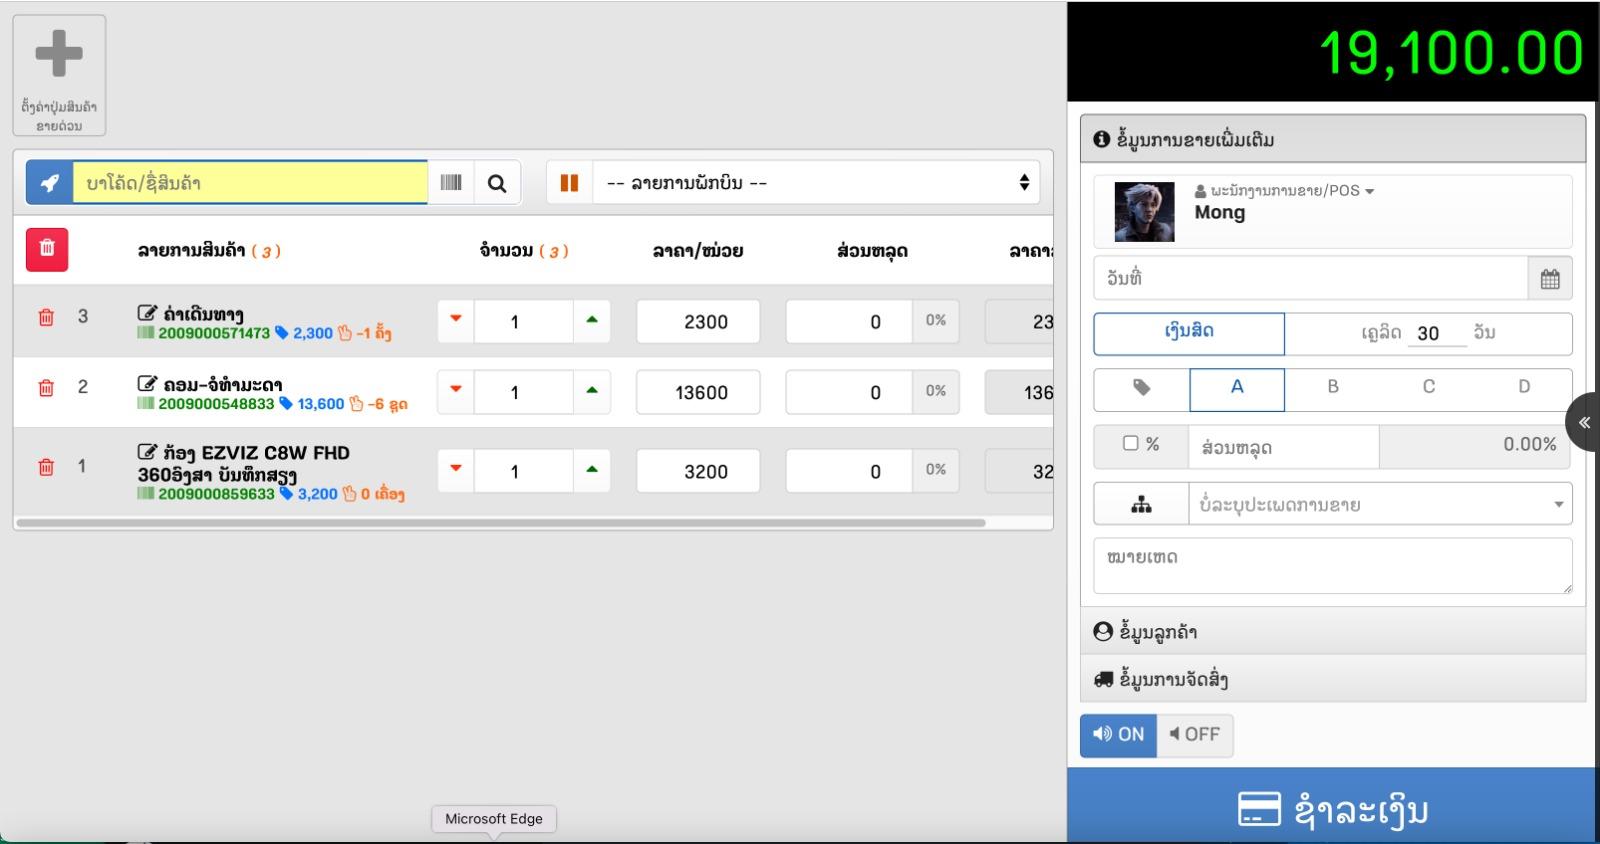 19,100.00
ຕັ້ງຄ່າປຸ່ມສິນຄ້າ
ຂາຍດ່ວນ
ບາໂຄ້ດ/ຊື່ສິນຄ້າ
-- ລາຍການພັກບິນ --
ລາຍການສິນຄ້າ ( 3 )
ຈຳນວນ ( 3 )
ລາຄາ/ໜ່ວຍ
ສ່ວນຫລຸດ
3
ຄ່າເດີນທາງ
2009000571473 2,300 -1 ຄັ້ງ
1
2300
0
0%
23
2
ຄອມ-ຈໍທຳມະດາ
2009000548833 13,600 -6 ຊຸດ
1
13600
0
0%
136
1
ກ້ອງ EZVIZ C8W FHD
360ອົງສາ ບັນທຶກສຽງ
2009000859633 3,200 0 ເຄື່ອງ
1
3200
0
0%
32
ຂໍ້ມູນການຂາຍເພີ່ມເຕີມ
ພະນັກງານການຂາຍ/POS
Mong
ວັນທີ່
ເງິນສົດ
ເຄຼດິດ 30 ວັນ
A
B
C
D
%
ສ່ວນຫລຸດ
0.00%
ບໍ່ລະບຸປະເພດການຂາຍ
ໝາຍເຫດ
ຂໍ້ມູນລູກຄ້າ
ຂໍ້ມູນການຈັດສົ່ງ
ON
OFF
ຊຳລະເງິນ
Microsoft Edge